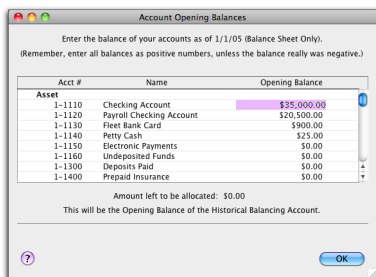 Account Opening Balances
Enter the balance of your accounts as of 1/1/05 (Balance Sheet Only).
(Remember, enter all balances as positive numbers, unless the balance really was negative.)
Acct # Name Opening Balance
Asset
1-1110 Checking Account $35,000.00
1-1120 Payroll Checking Account $20,500.00
1-1130 Fleet Bank Card $900.00
1-1140 Petty Cash $25.00
1-1150 Electronic Payments $0.00
1-1160 Undeposited Funds $0.00
1-1300 Deposits Paid $0.00
1-1400 Prepaid Insurance $0.00
Amount left to be allocated: $0.00
This will be the Opening Balance of the Historical Balancing Account.
? OK